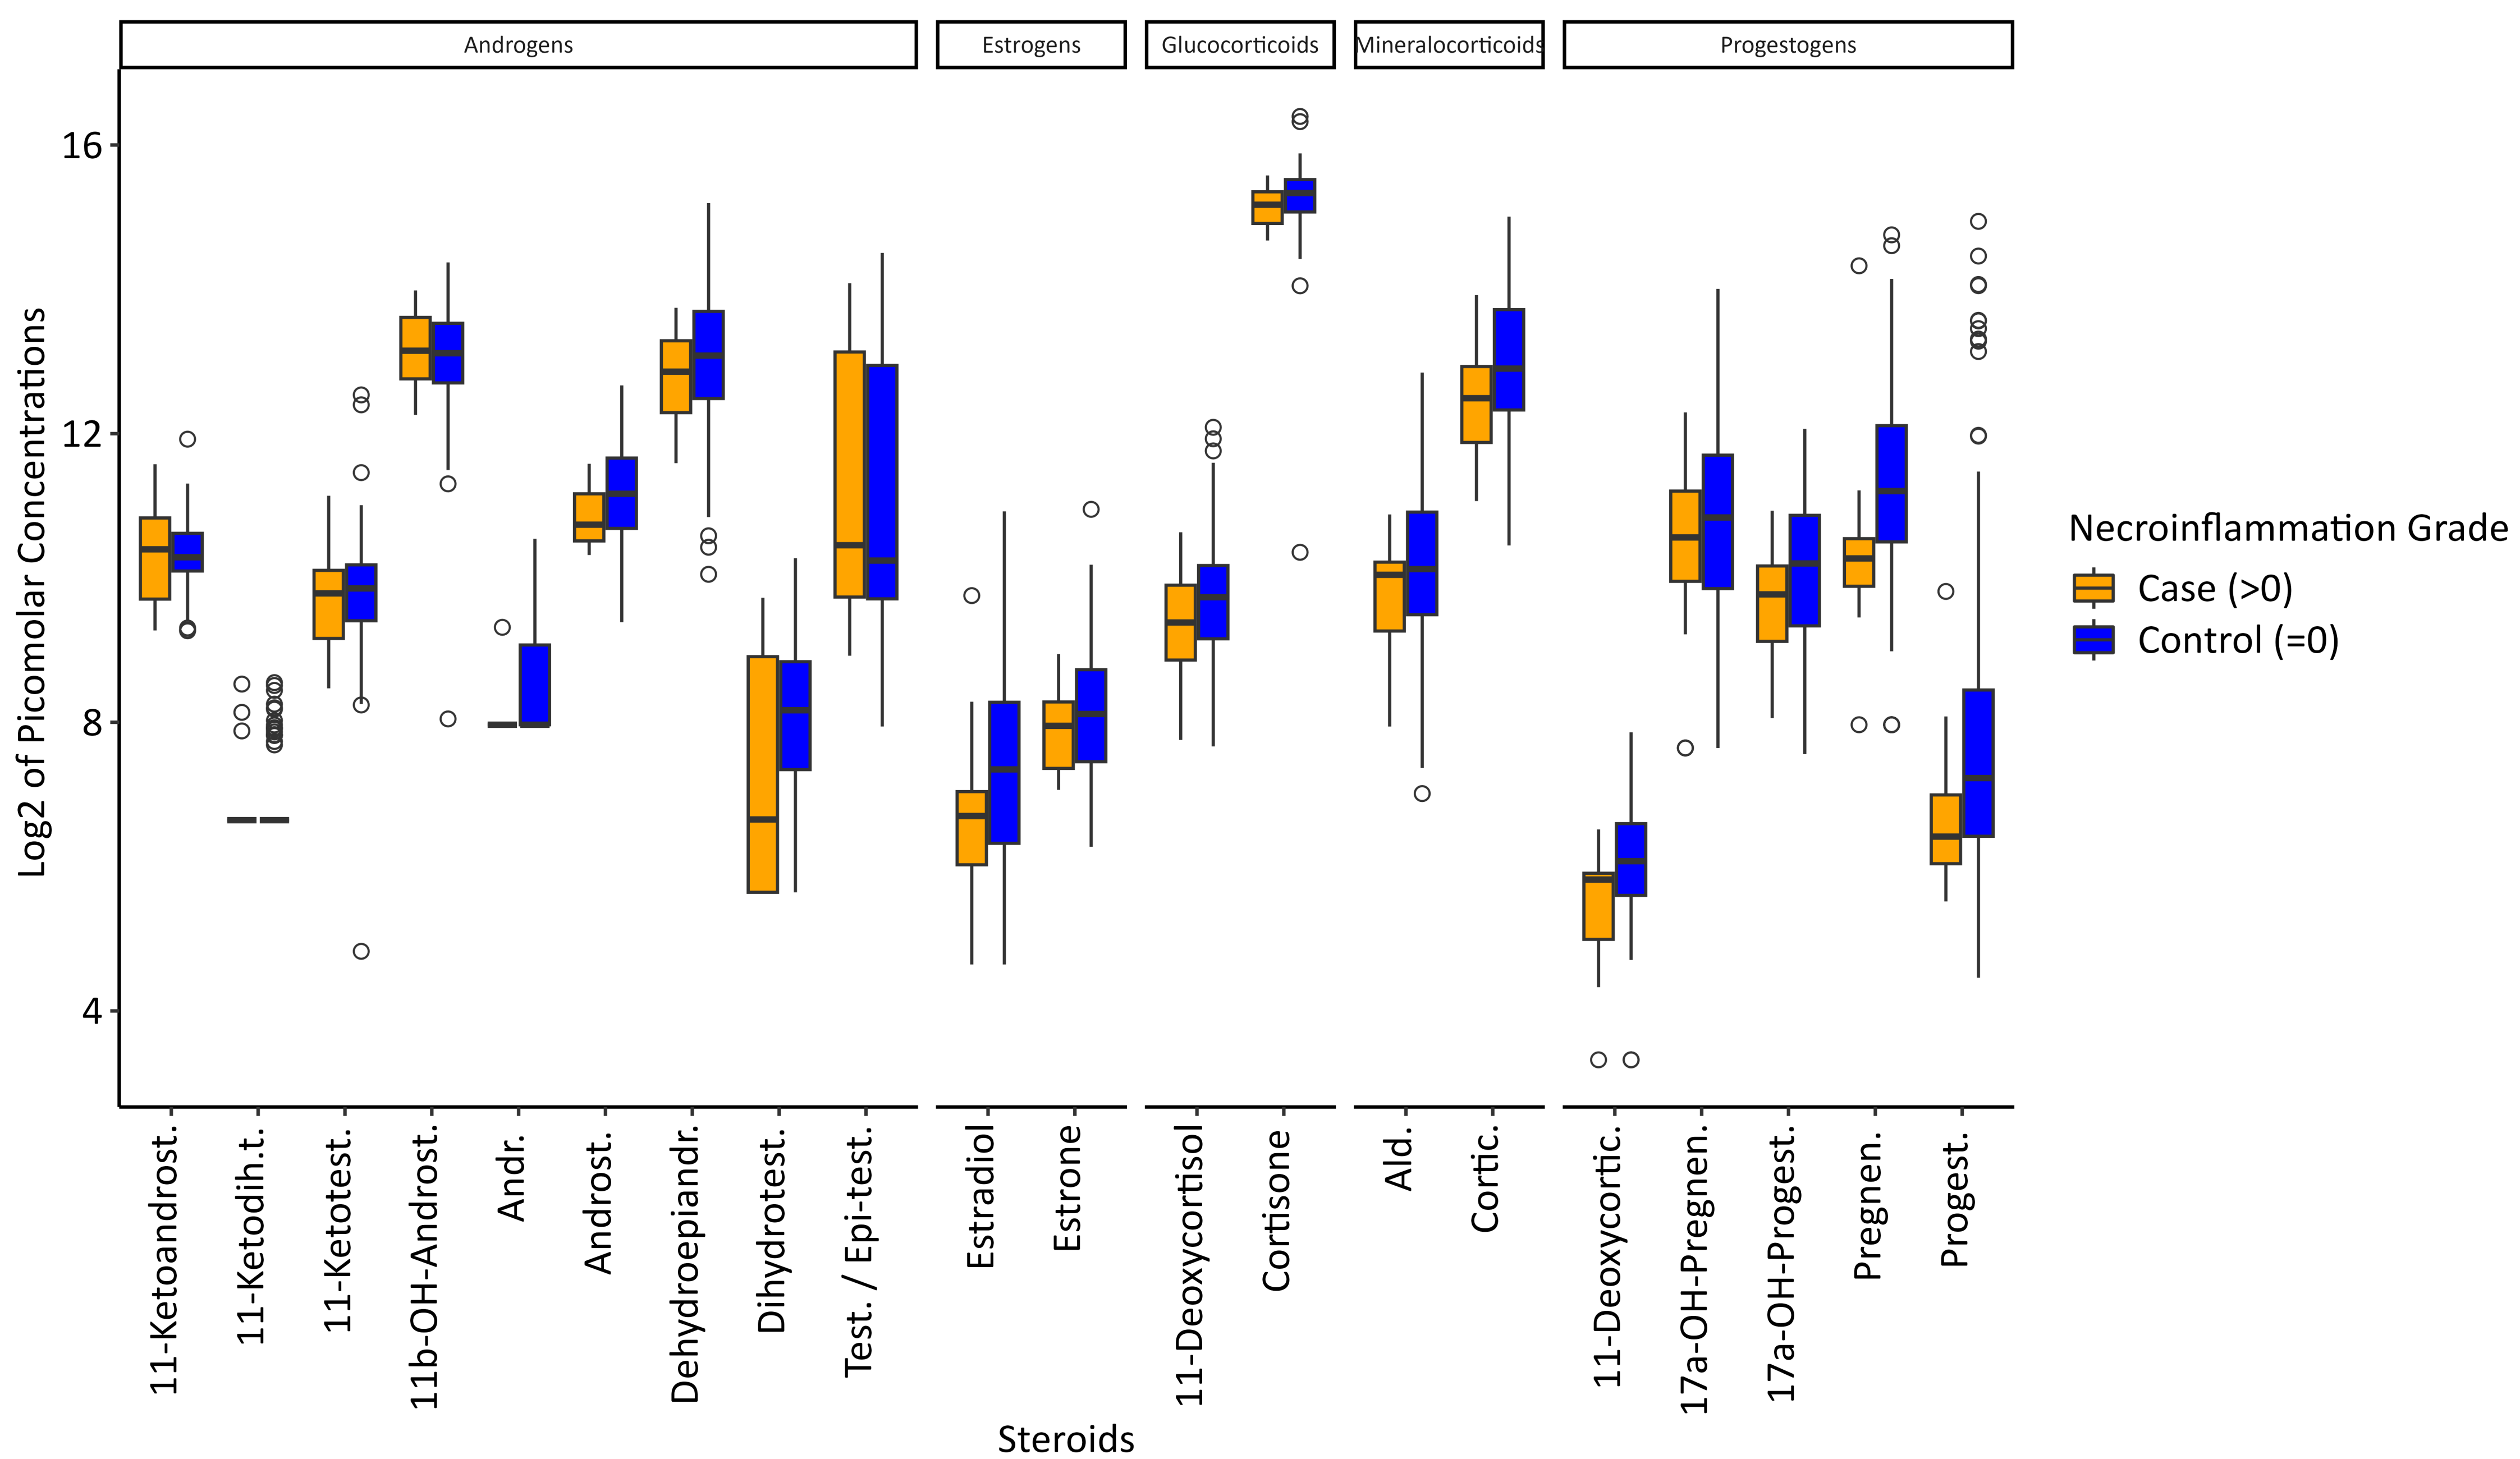 Androgens
Estrogens
Glucocorticoids
Mineralocorticoids
Progestogens
Log2 of Picomolar Concentrations
16
12
8
4
11-Ketoandrost.
11-Ketodih.t.
11-Ketotest.
11b-OH-Androst.
Andr.
Androst.
Dehydroepiandr.
Dihydrotest.
Test. / Epi-test.
Estradiol
Estrone
11-Deoxycortisol
Cortisone
Ald.
Cortic.
11-Deoxycortic.
17a-OH-Pregnen.
17a-OH-Progest.
Pregnen.
Progest.
Steroids
Necroinflammation Grade
Case (>0)
Control (=0)